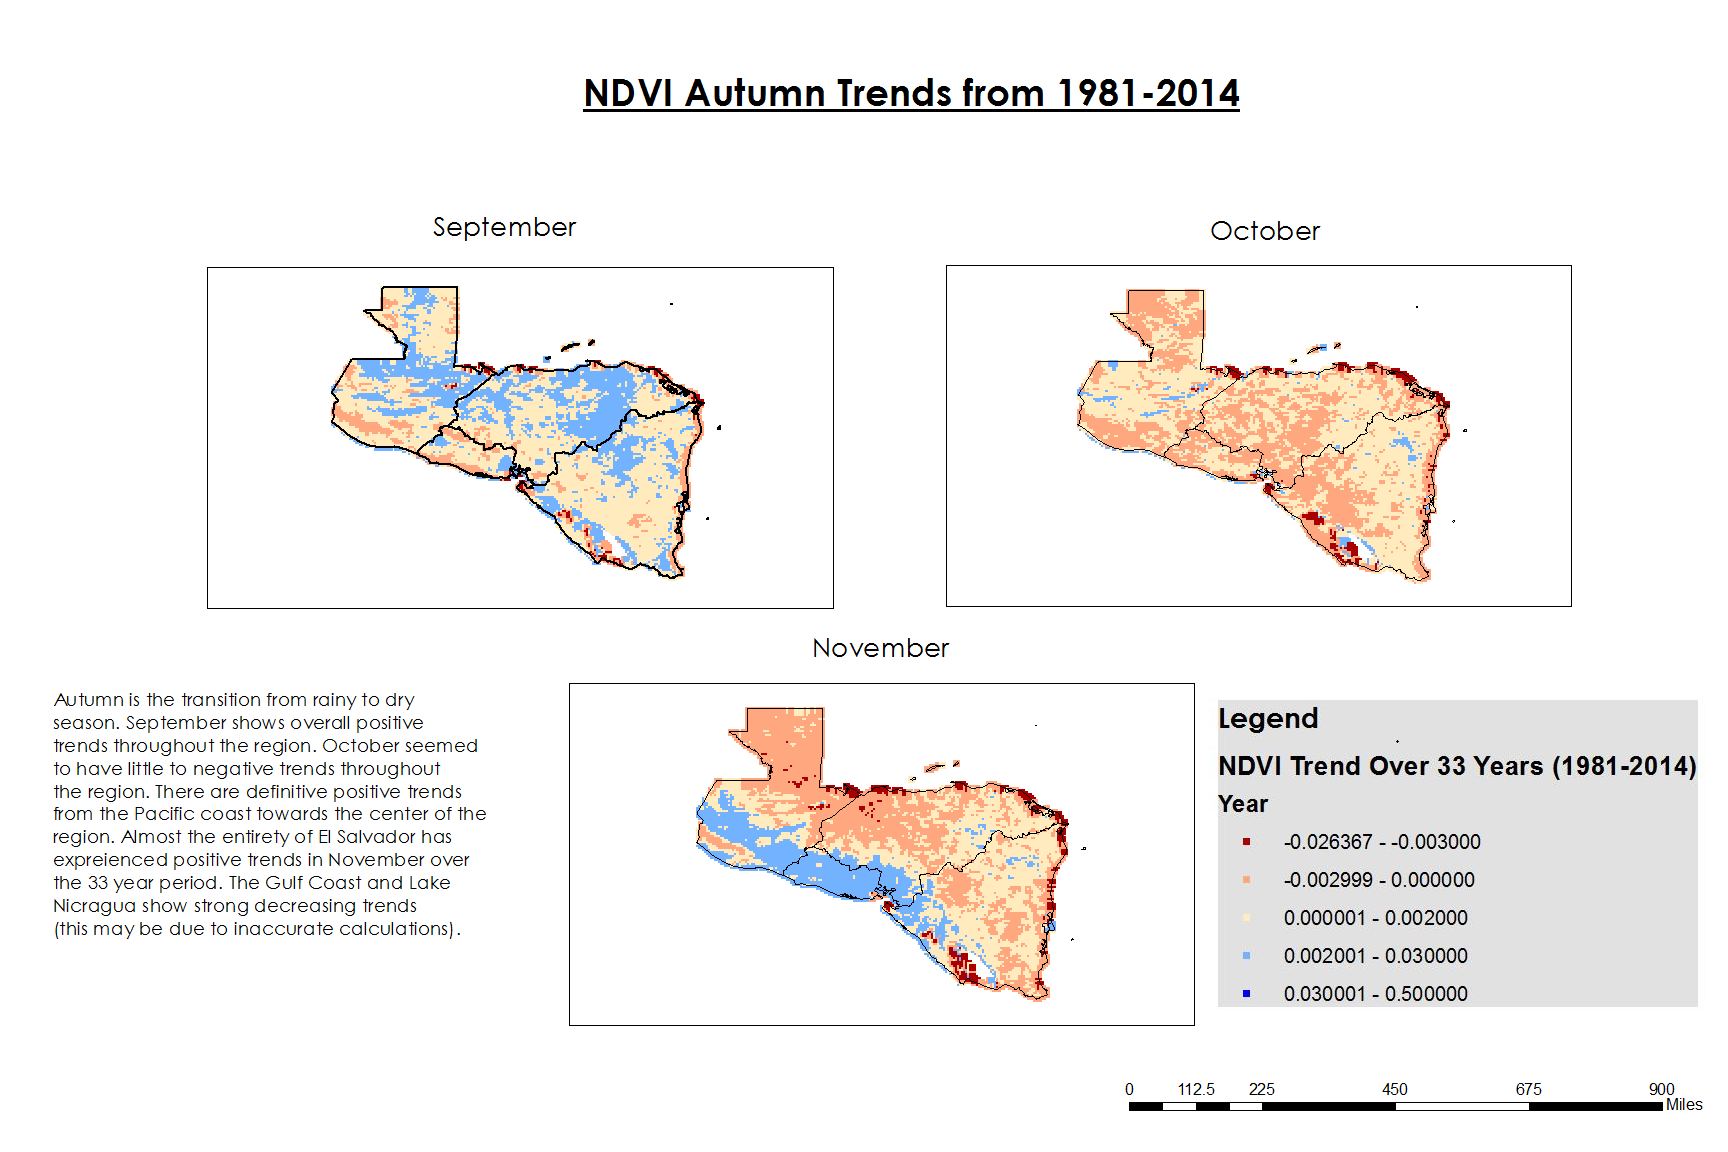 NDVI Autumn Trends from 1981-2014
September
October
November
Autumn is the transition from rainy to dry
season. September shows overall positive
trends throughout the region. October seemed
to have little to negative trends throughout
the region. There are definitive positive trends
from the Pacific coast towards the center of the
region. Almost the entirety of El Salvador has
expreienced positive trends in November over
the 33 year period. The Gulf Coast and Lake
Nicragua show strong decreasing trends
(this may be due to inaccurate calculations).
Legend
NDVI Trend Over 33 Years (1981-2014)
Year
-0.026367 - -0.003000
-0.002999 - 0.000000
0.000001 - 0.002000
0.002001 - 0.030000
0.030001 - 0.500000
0 112.5 225 450 675 900
Miles